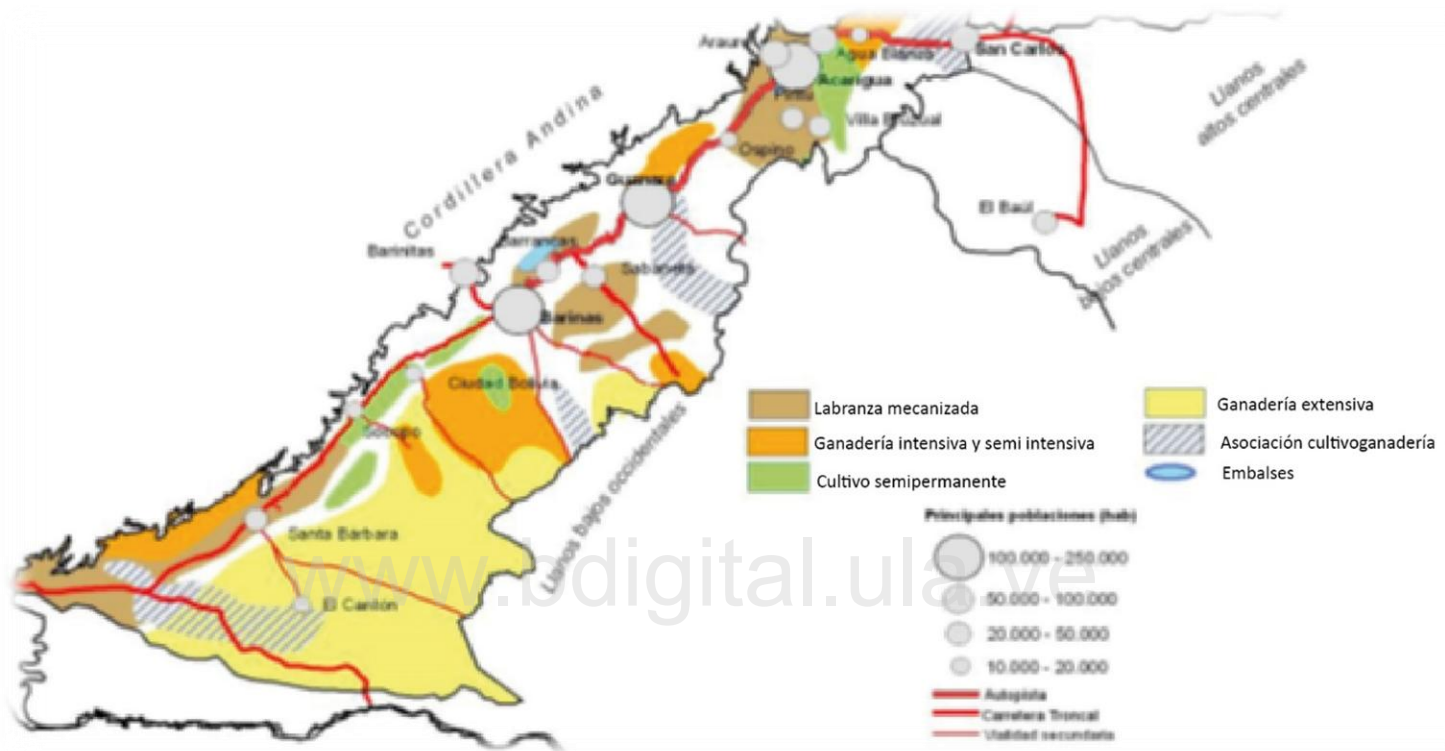 Araure
Agua Blanca
San Carlos
Acarigua
Píritu
Villa Bruzual
Ospino
Guanare
Llanos
altos centrales
Cordillera Andina
El Baúl
Llanos
bajos centrales
Barinitas
Barrancas
Sabaneta
Barinas
Ciudad Bolivia
Socopó
Santa Bárbara
El Cantón
Llanos bajos occidentales
Labranza mecanizada
Ganadería intensiva y semi intensiva
Cultivo semipermanente
Ganadería extensiva
Asociación cultivoganadería
Embalses
Principales poblaciones (hab)
100.000 - 250.000
50.000 - 100.000
20.000 - 50.000
10.000 - 20.000
Autopista
Carretera Troncal
Vialidad secundaria
www.bdigital.ula.ve